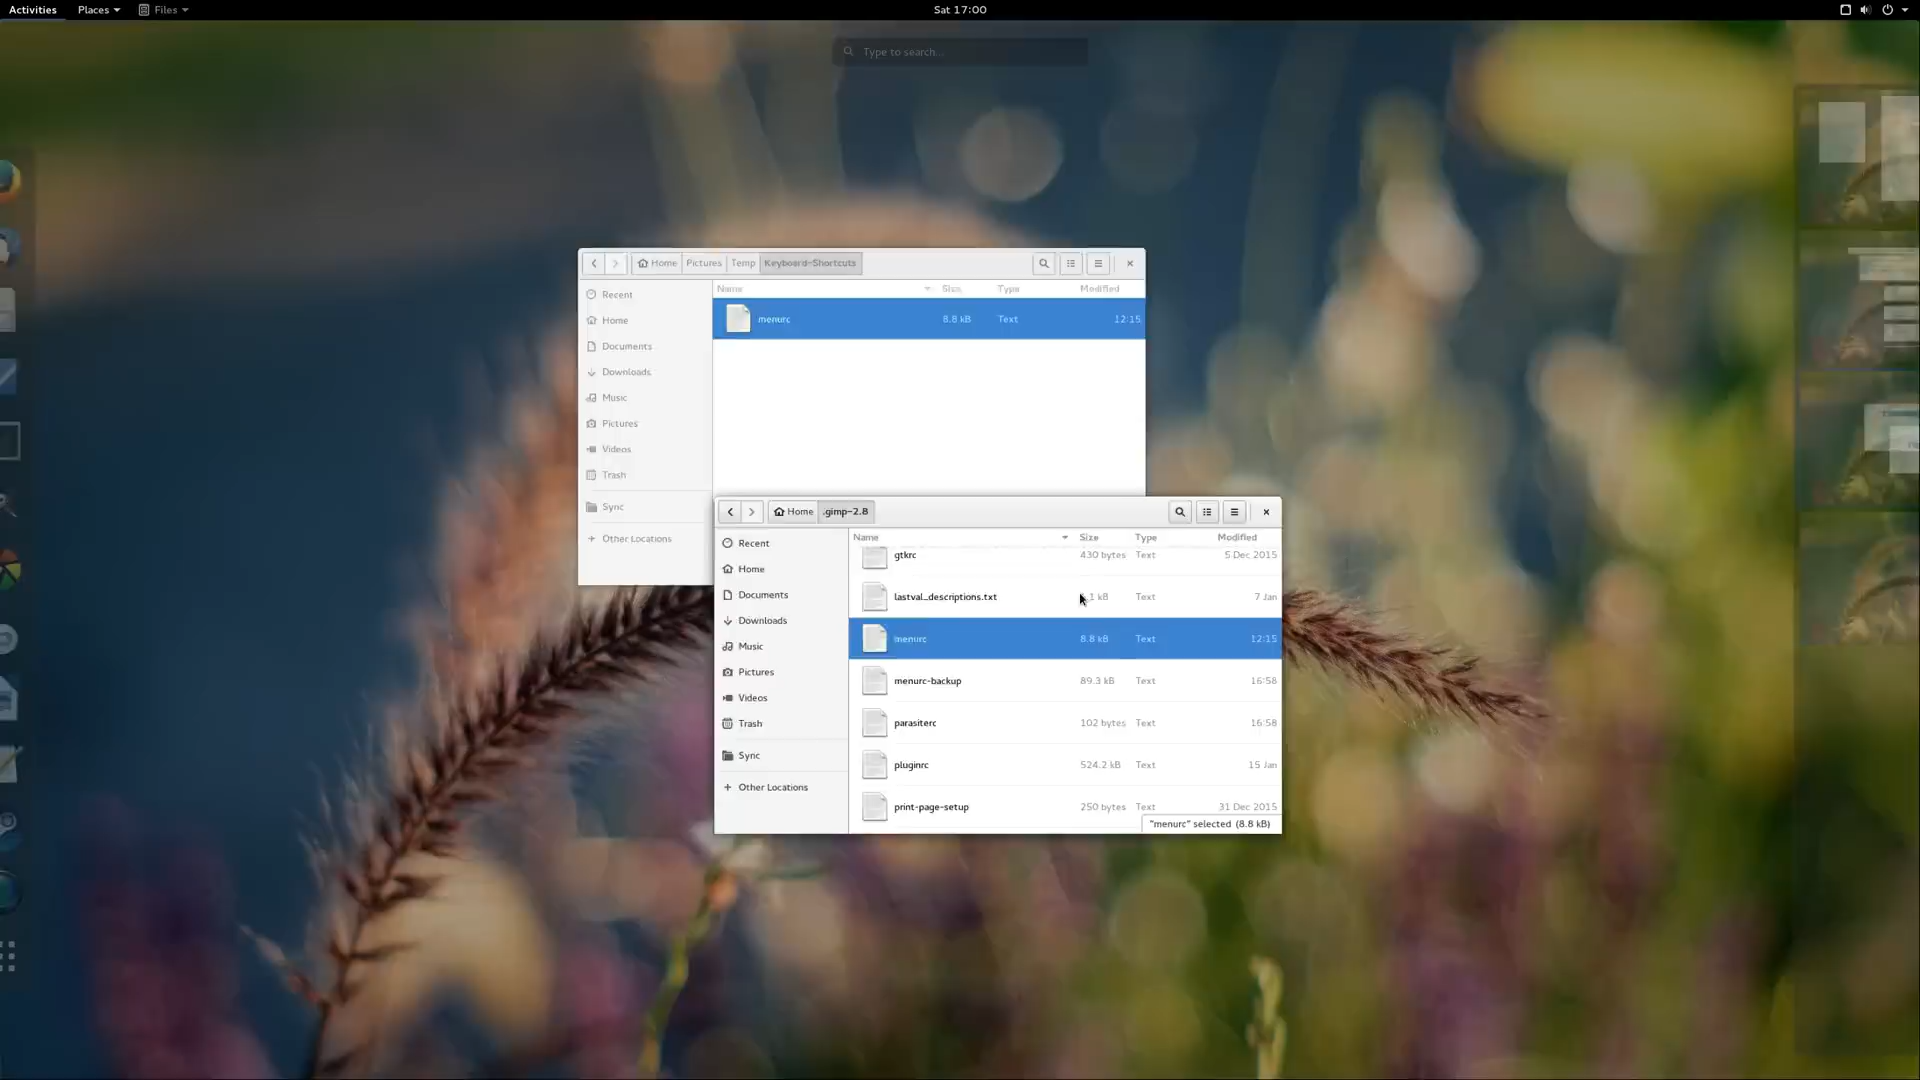 Activities Places Files Sat 17:00
Type to search...
Home Pictures Temp Keyboard-Shortcuts
Name Size Type Modified
menurc 8.8 kB Text 12:15
Recent
Home
Documents
Downloads
Music
Pictures
Videos
Trash
Sync
+ Other Locations
Home .gimp-2.8
Name Size Type Modified
gtkrc 430 bytes Text 5 Dec 2015
lastval_descriptions.txt kB Text 7 Jan
menurc 8.8 kB Text 12:15
menurc-backup 89.3 kB Text 16:58
parasiterc 102 bytes Text 16:58
pluginrc 524.2 kB Text 15 Jan
print-page-setup 250 bytes Text 31 Dec 2015
"menurc" selected (8.8 kB)
Recent
Home
Documents
Downloads
Music
Pictures
Videos
Trash
Sync
+ Other Locations